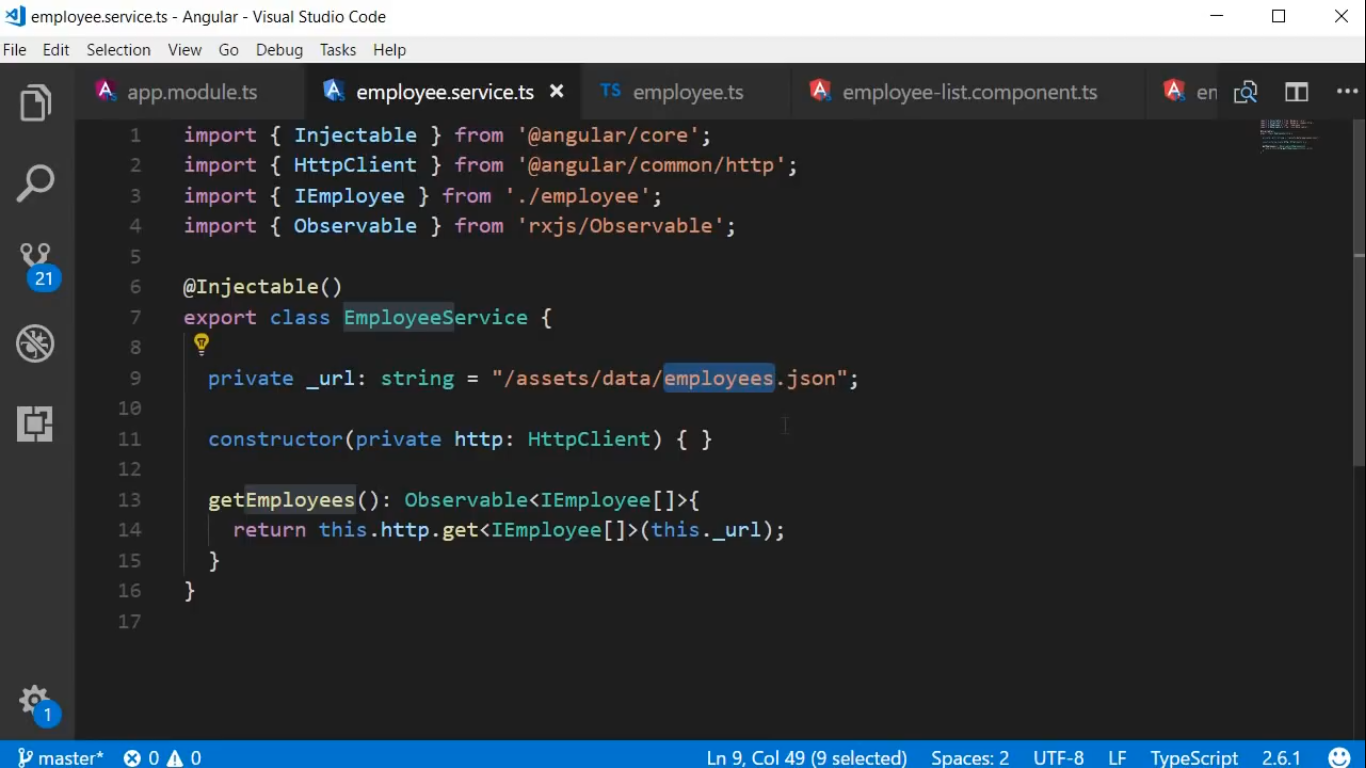 employee.service.ts - Angular - Visual Studio Code
File Edit Selection View Go Debug Tasks Help
app.module.ts employee.service.ts TS employee.ts employee-list.component.ts en
1 import { Injectable } from '@angular/core';
2 import { HttpClient } from '@angular/common/http';
3 import { IEmployee } from './employee';
4 import { Observable } from 'rxjs/Observable';
5
6 @Injectable()
7 export class EmployeeService {
8
9 private _url: string = "/assets/data/employees.json";
10
11 constructor(private http: HttpClient) { }
12
13 getEmployees(): Observable<IEmployee[]>{
14 return this.http.get<IEmployee[]>(this._url);
15 }
16 }
17
21
1
master* 0 0 Ln 9, Col 49 (9 selected) Spaces: 2 UTF-8 LF TypeScript 2.6.1